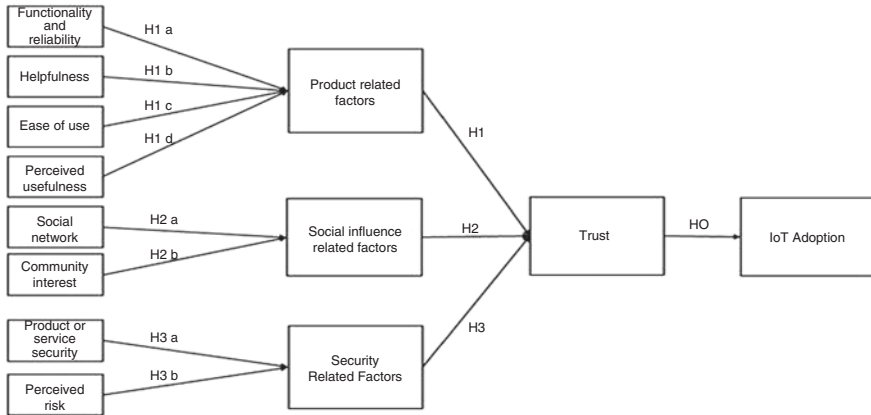 Functionality and
reliability
H1 a
Helpfulness
H1 b
Ease of use
H1 c
Perceived
usefulness
H1 d
Product related
factors
H1
Social
network
H2 a
Community
interest
H2 b
Social influence
related factors
H2
Product or
service
security
H3 a
Perceived
risk
H3 b
Security
Related Factors
H3
Trust
HO
IoT Adoption